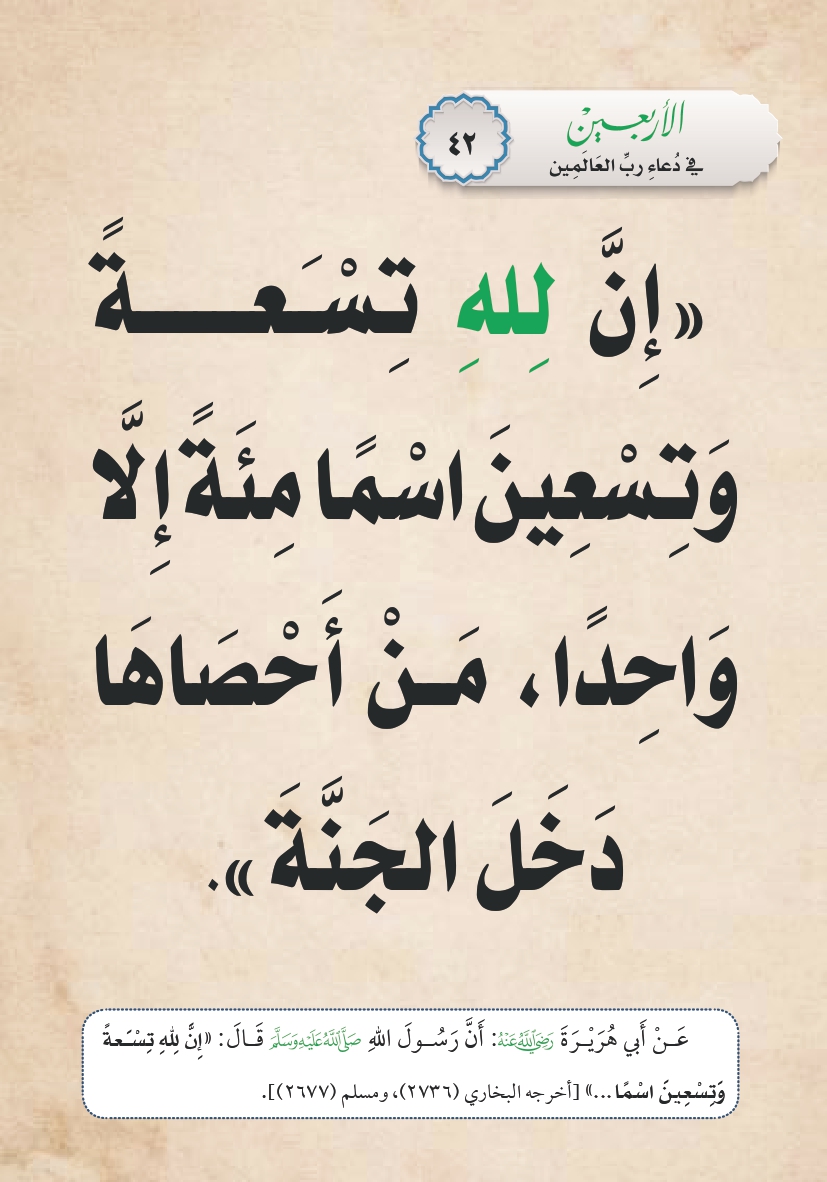 الأربعين
في دُعاءِ ربِّ العَالَمِين
٤٢
«إِنَّ لِلهِ تِسْعَةً
وَتِسْعِينَ اسْمًا مِئَةً إِلَّا
وَاحِدًا، مَنْ أَحْصَاهَا
دَخَلَ الجَنَّةَ».
عَنْ أَبي هُرَيْرَةَ رَضِيَ اللَّهُ عَنْهُ: أَنَّ رَسُولَ اللهِ صَلَّى اللَّهُ عَلَيْهِ وَسَلَّمَ قَالَ: «إِنَّ لِلهِ تِسْعَةً
وَتِسْعِينَ اسْمًا...» [أخرجه البخاري (٢٧٣٦)، ومسلم (٢٦٧٧)].